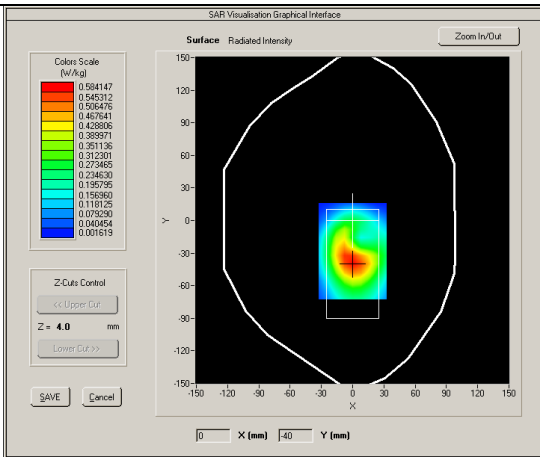 SAR Visualisation Graphical Interface
Surface Radiated Intensity
Zoom In/Out
Colors Scale
(W/kg)
0.584147
0.545312
0.506476
0.467641
0.428806
0.389971
0.351136
0.312301
0.273465
0.234630
0.195795
0.156960
0.118125
0.079290
0.040454
0.001619
Z-Cuts Control
<< Upper Cut
Z = 4.0 mm
Lower Cut >>
SAVE
Cancel
150
120
90
60
30
0
-30
-60
-90
-120
-150
Y
-150 -120 -90 -60 -30 0 30 60 90 120 150
X
0 X (mm) -40 Y (mm)